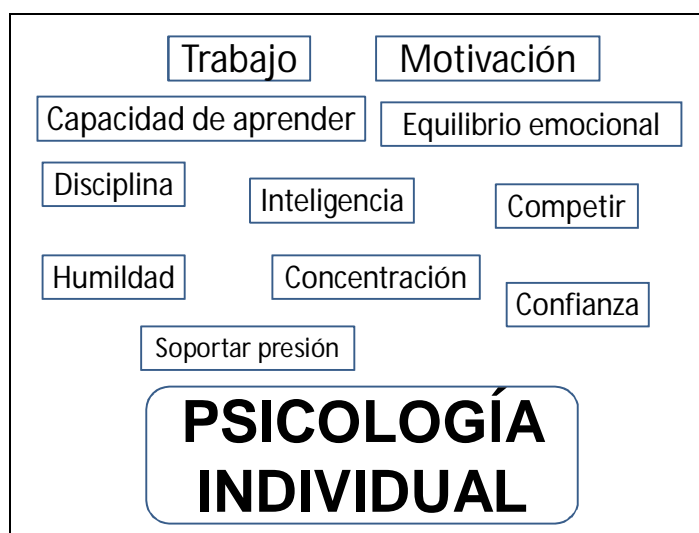 Trabajo
Motivación
Capacidad de aprender
Equilibrio emocional
Disciplina
Inteligencia
Competir
Humildad
Concentración
Confianza
Soportar presión
PSICOLOGÍA
INDIVIDUAL